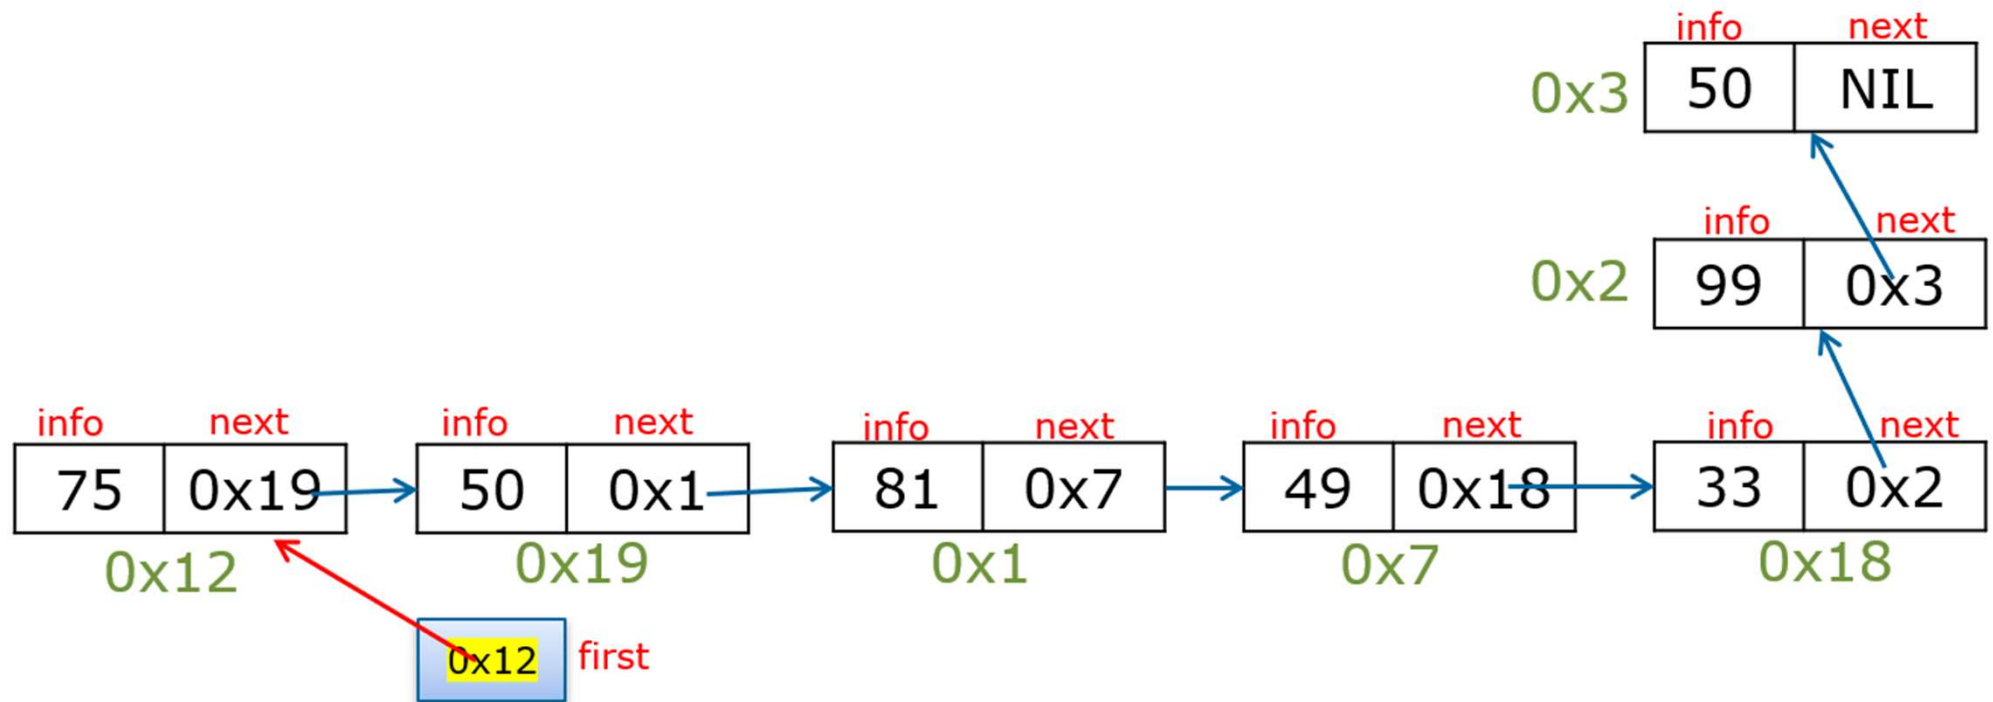 info next
0x3 50 NIL
info next
0x2 99 0x3
info next info next info next info next info next
75 0x19 50 0x1 81 0x7 49 0x18 33 0x2
0x12 0x19 0x1 0x7 0x18
0x12 first